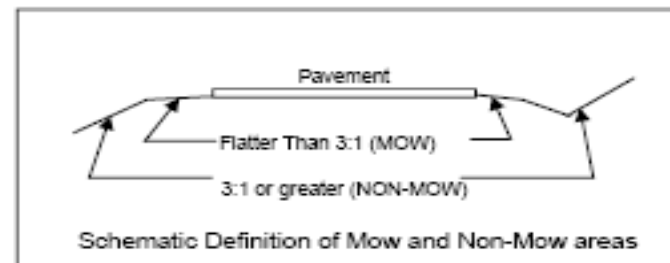 Pavement
Flatter Than 3:1 (MOW)
3:1 or greater (NON-MOW)
Schematic Definition of Mow and Non-Mow areas